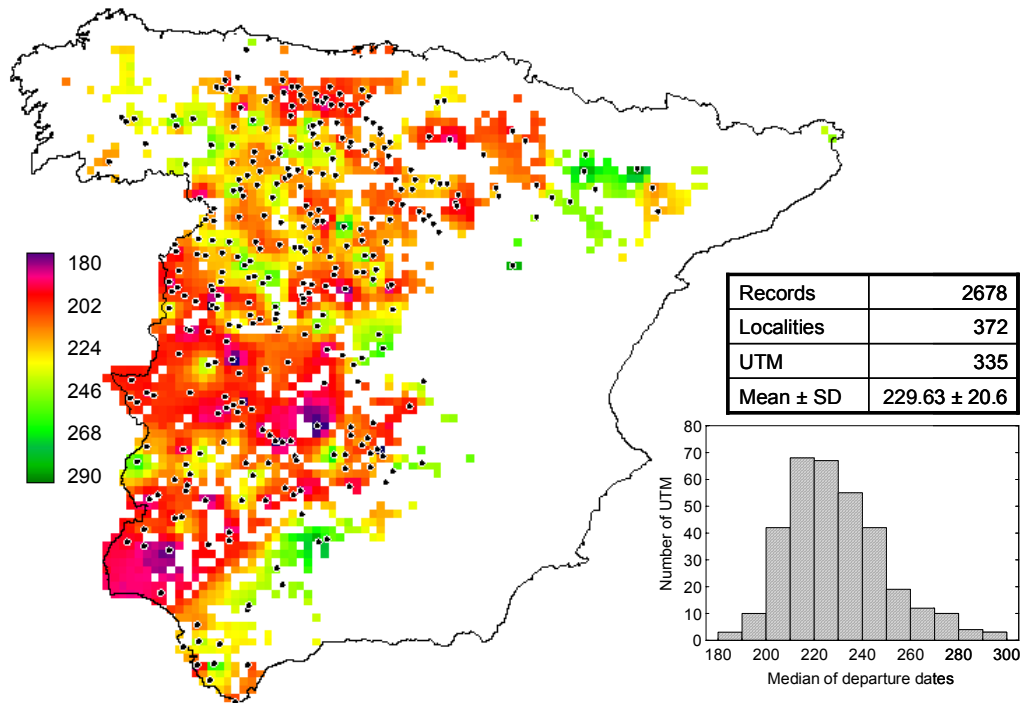 180
202
224
246
268
290
Records 2678
Localities 372
UTM 335
Mean ± SD 229.63 ± 20.6
80
70
60
50
40
30
20
10
0
Number of UTM
180 200 220 240 260 280 300
Median of departure dates